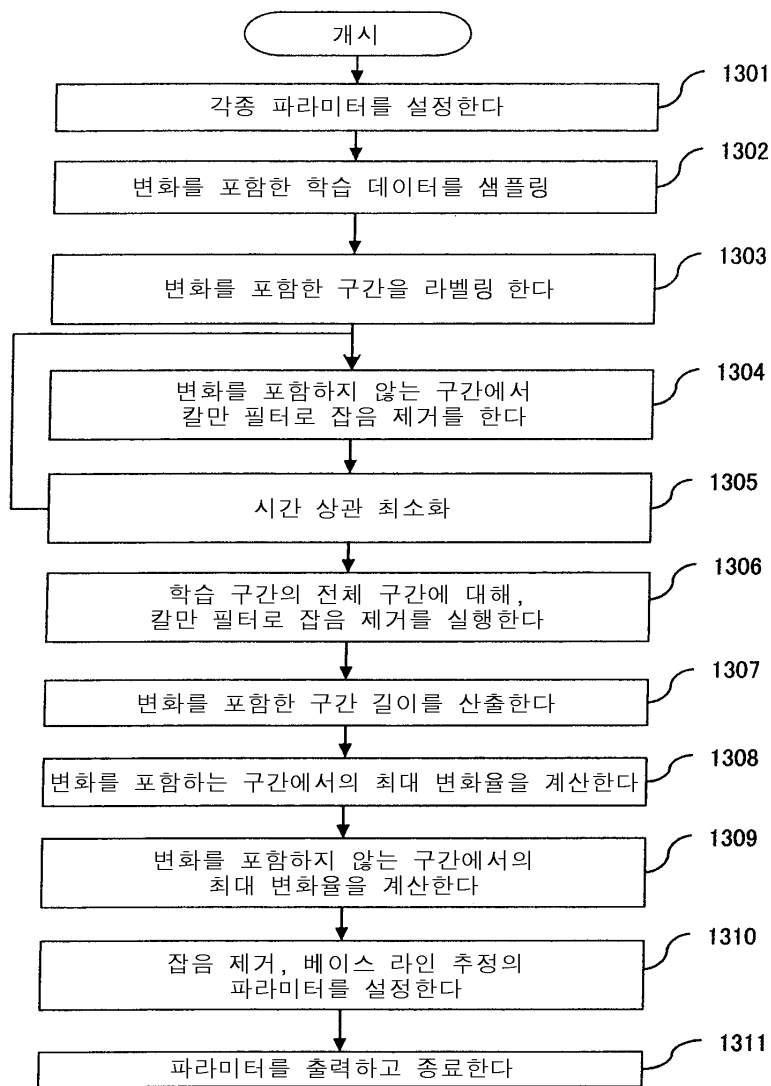 개시
1301
각종 파라미터를 설정한다
1302
변화를 포함한 학습 데이터를 샘플링
1303
변화를 포함한 구간을 라벨링 한다
1304
변화를 포함하지 않는 구간에서
칼만 필터로 잡음 제거를 한다
1305
시간 상관 최소화
1306
학습 구간의 전체 구간에 대해,
칼만 필터로 잡음 제거를 실행한다
1307
변화를 포함한 구간 길이를 산출한다
1308
변화를 포함하는 구간에서의 최대 변화율을 계산한다
1309
변화를 포함하지 않는 구간에서의
최대 변화율을 계산한다
1310
잡음 제거, 베이스 라인 추정의
파라미터를 설정한다
1311
파라미터를 출력하고 종료한다